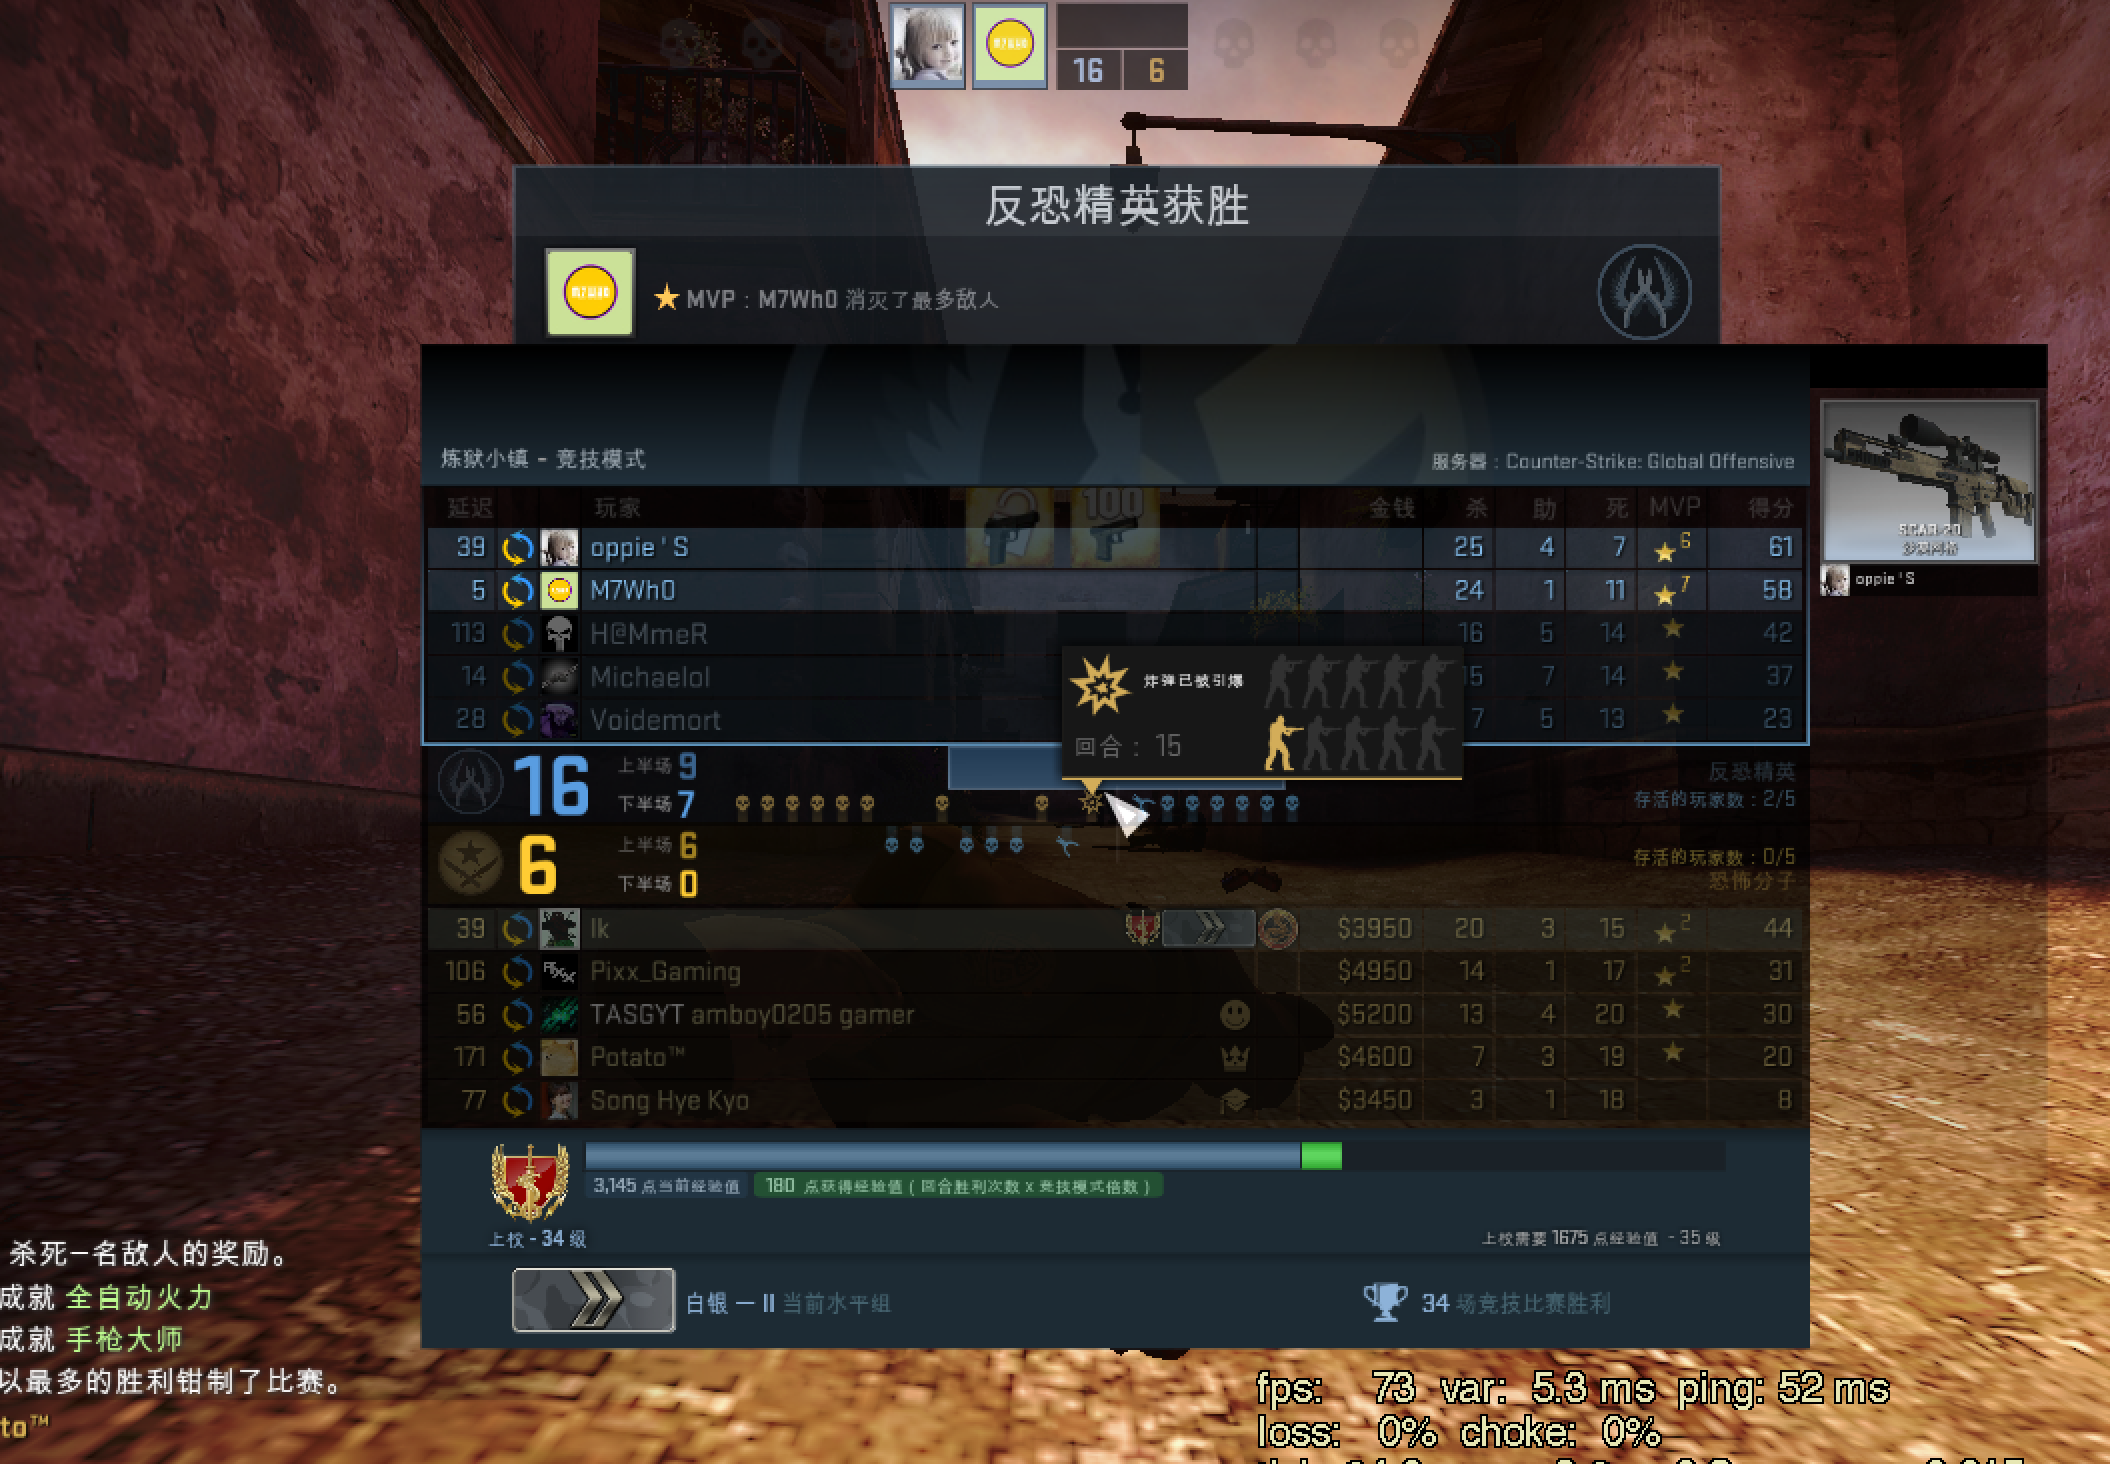 16 6
反恐精英获胜
MVP : M7Wh0 消灭了最多敌人
炼狱小镇 - 竞技模式
服务器 : Counter-Strike: Global Offensive
延迟 玩家 金钱 杀 助 死 MVP 得分
100
39 oppie ' S 25 4 7 6 61
5 M7Wh0 24 1 11 7 58
113 H@MmeR 16 5 14 42
14 Michaelol 15 7 14 37
28 Voidemort 7 5 13 23
SCAR-20
oppie ' S
炸弹已被引爆
回合 : 15
16 上半场 9
下半场 7
反恐精英
存活的玩家数 : 2/5
6 上半场 6
下半场 0
存活的玩家数 : 0/5
恐怖分子
39 lk $3950 20 3 15 2 44
106 Pixx_Gaming $4950 14 1 17 2 31
56 TASGYT amboy0205 gamer $5200 13 4 20 30
171 Potato™ $4600 7 3 19 20
77 Song Hye Kyo $3450 3 1 18 8
3,145 点当前经验值 180 点获得经验值 ( 回合胜利次数 x 竞技模式倍数 )
上校 - 34 级
上校需要 1675 点经验值 - 35 级
白银 — II 当前水平组
34 场竞技比赛胜利
杀死一名敌人的奖励。
成就 全自动火力
成就 手枪大师
以最多的胜利钳制了比赛。
to™
fps: 73 var: 5.3 ms ping: 52 ms
loss: 0% choke: 0%